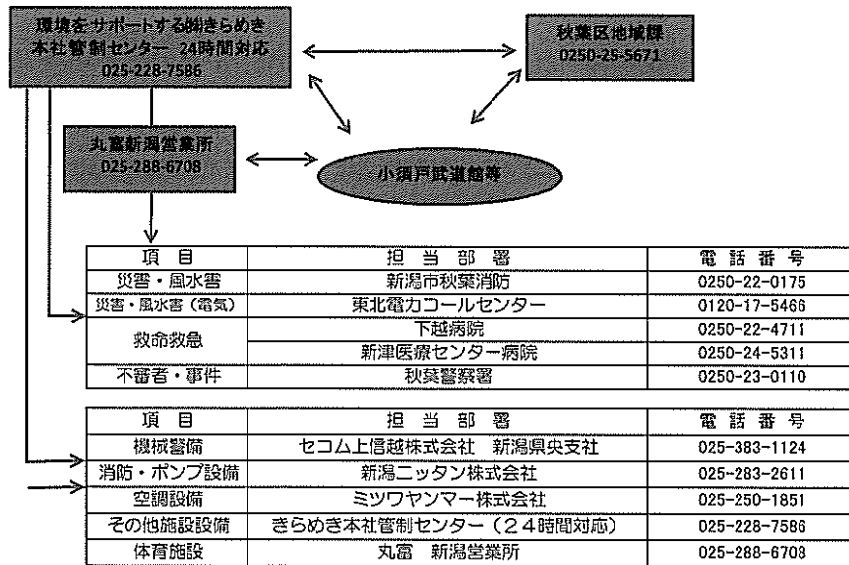 環境をサポートする㈱きらめき
本社管制センター 24時間対応
025-228-7586
秋葉区地域課
0250-25-5671
丸富新潟営業所
025-288-6708
小須戸武道館等
項 目 担 当 部 署 電 話 番 号
災害・風水害 新潟市秋葉消防 0250-22-0175
災害・風水害（電気） 東北電力コールセンター 0120-17-5466
救命救急 下越病院 0250-22-4711
新津医療センター病院 0250-24-5311
不審者・事件 秋葉警察署 0250-23-0110
項 目 担 当 部 署 電 話 番 号
機械警備 セコム上信越株式会社 新潟県央支社 025-383-1124
消防・ポンプ設備 新潟ニッタン株式会社 025-283-2611
空調設備 ミツワヤンマー株式会社 025-250-1851
その他施設設備 きらめき本社管制センター（２４時間対応） 025-228-7586
体育施設 丸富 新潟営業所 025-288-6708